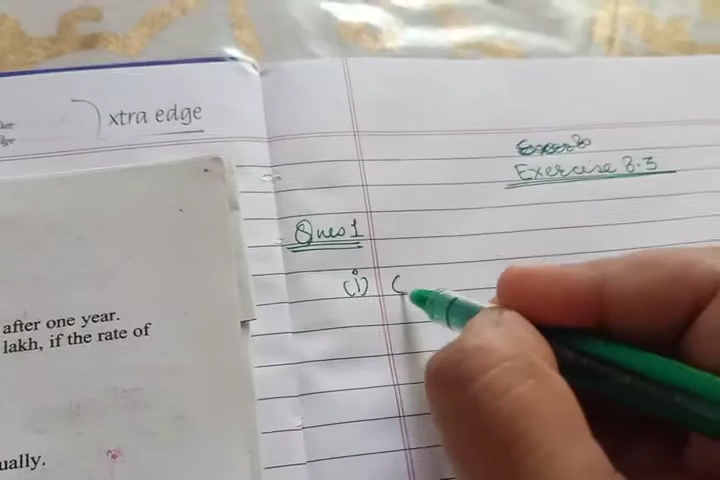 xtra edge
Exercise 8.3
Ques 1
(i) (
after one year.
lakh, if the rate of
ually.